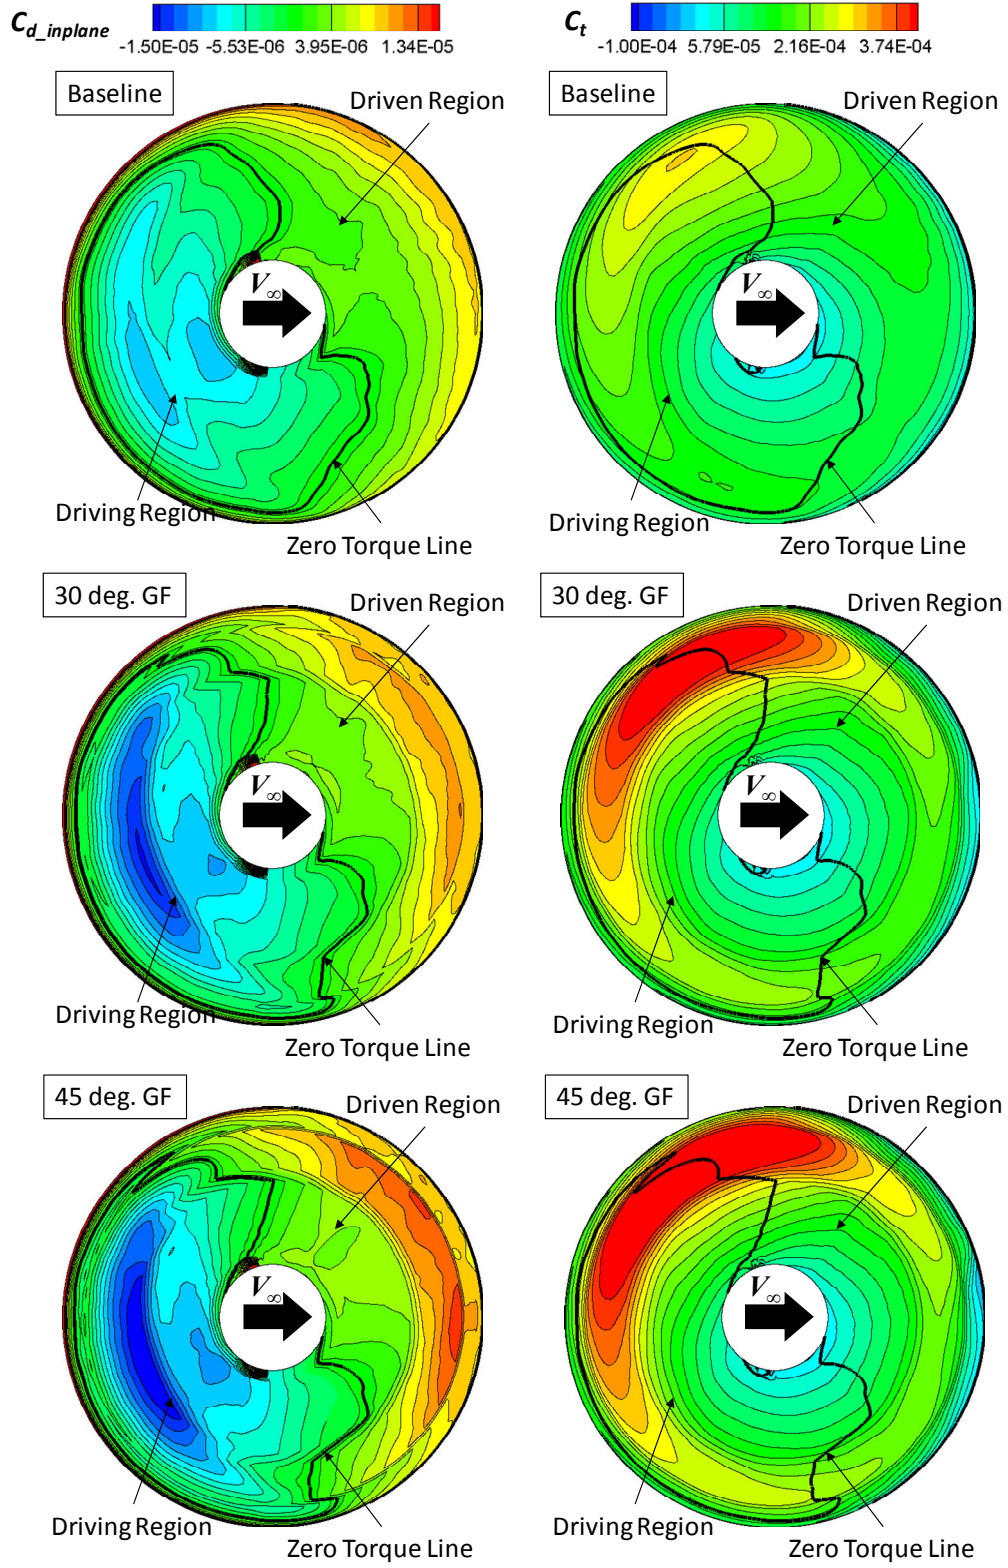 C_{d_inplane}
-1.50E-05 -5.53E-06 3.95E-06 1.34E-05
C_t
-1.00E-04 5.79E-05 2.16E-04 3.74E-04
Baseline
Driven Region
V∞
Driving Region
Zero Torque Line
Baseline
Driven Region
V∞
Driving Region
Zero Torque Line
30 deg. GF
Driven Region
V∞
Driving Region
Zero Torque Line
30 deg. GF
Driven Region
V∞
Driving Region
Zero Torque Line
45 deg. GF
Driven Region
V∞
Driving Region
Zero Torque Line
45 deg. GF
Driven Region
V∞
Driving Region
Zero Torque Line